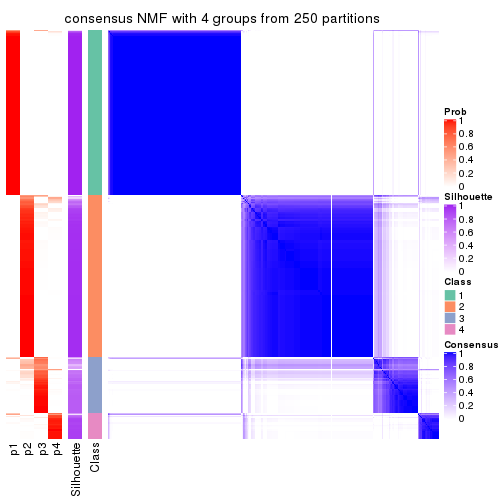 consensus NMF with 4 groups from 250 partitions
Prob
1
0.8
0.6
0.4
0.2
0
Silhouette
1
0.8
0.6
0.4
0.2
0
Class
1
2
3
4
Consensus
1
0.8
0.6
0.4
0.2
0
p1
p2
p3
p4
Silhouette
Class